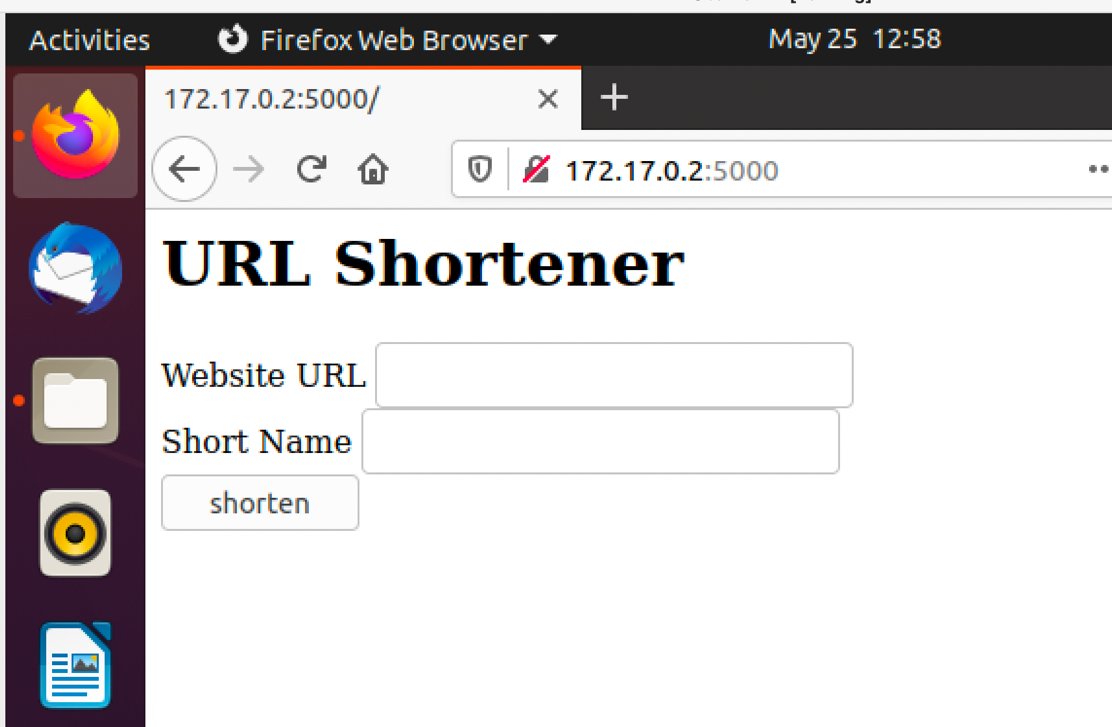 Activities Firefox Web Browser May 25 12:58
172.17.0.2:5000/
172.17.0.2:5000
URL Shortener
Website URL
Short Name
shorten